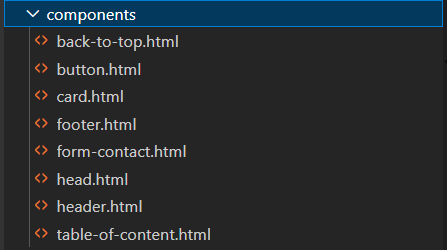 components
back-to-top.html
button.html
card.html
footer.html
form-contact.html
head.html
header.html
table-of-content.html